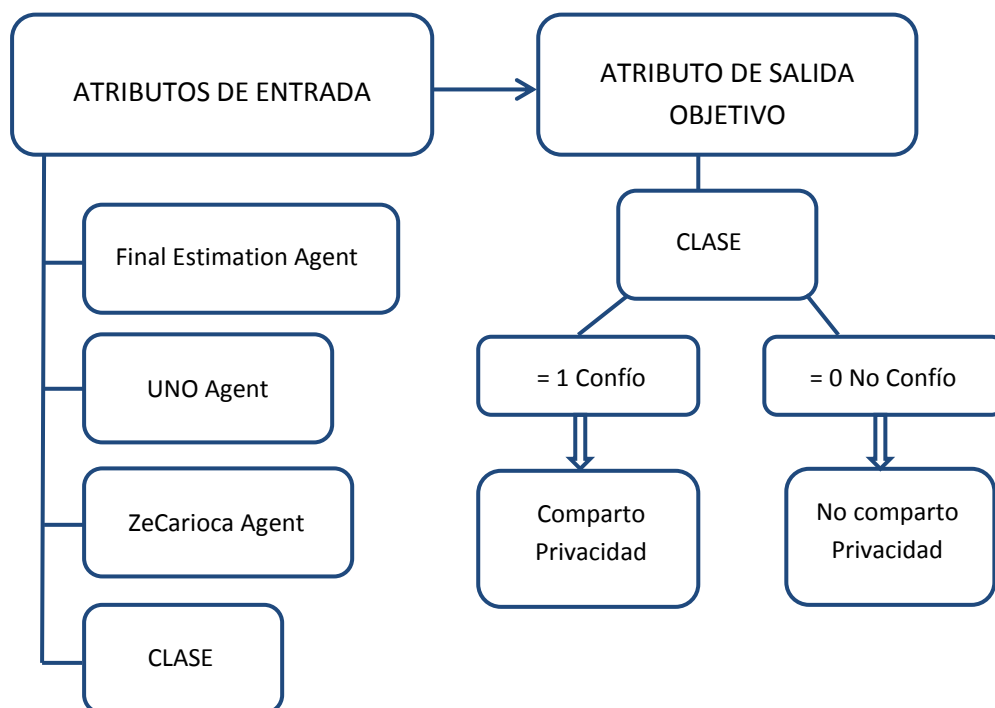 ATRIBUTOS DE ENTRADA
ATRIBUTO DE SALIDA
OBJETIVO
Final Estimation Agent
UNO Agent
ZeCarioca Agent
CLASE
CLASE
= 1 Confío
= 0 No Confío
Comparto
Privacidad
No comparto
Privacidad